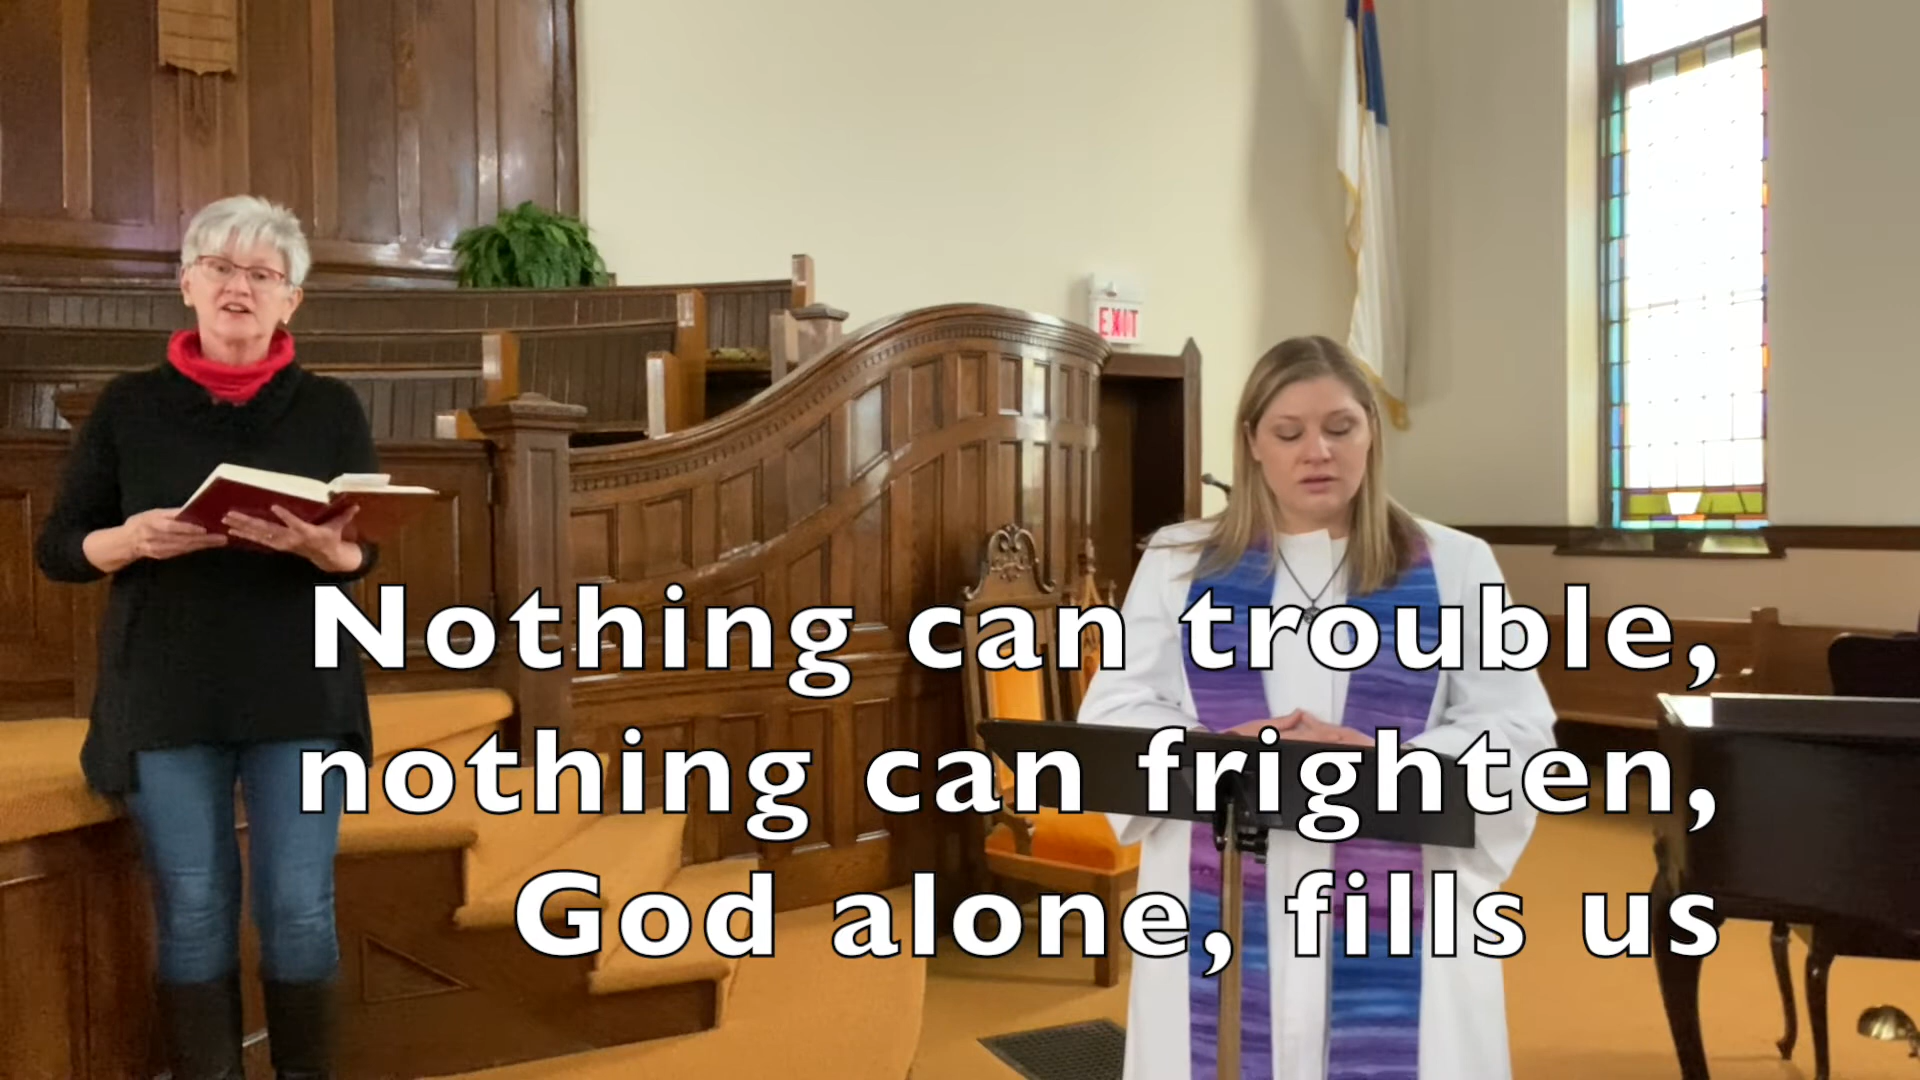 EXIT
Nothing can trouble,
nothing can frighten,
God alone, fills us